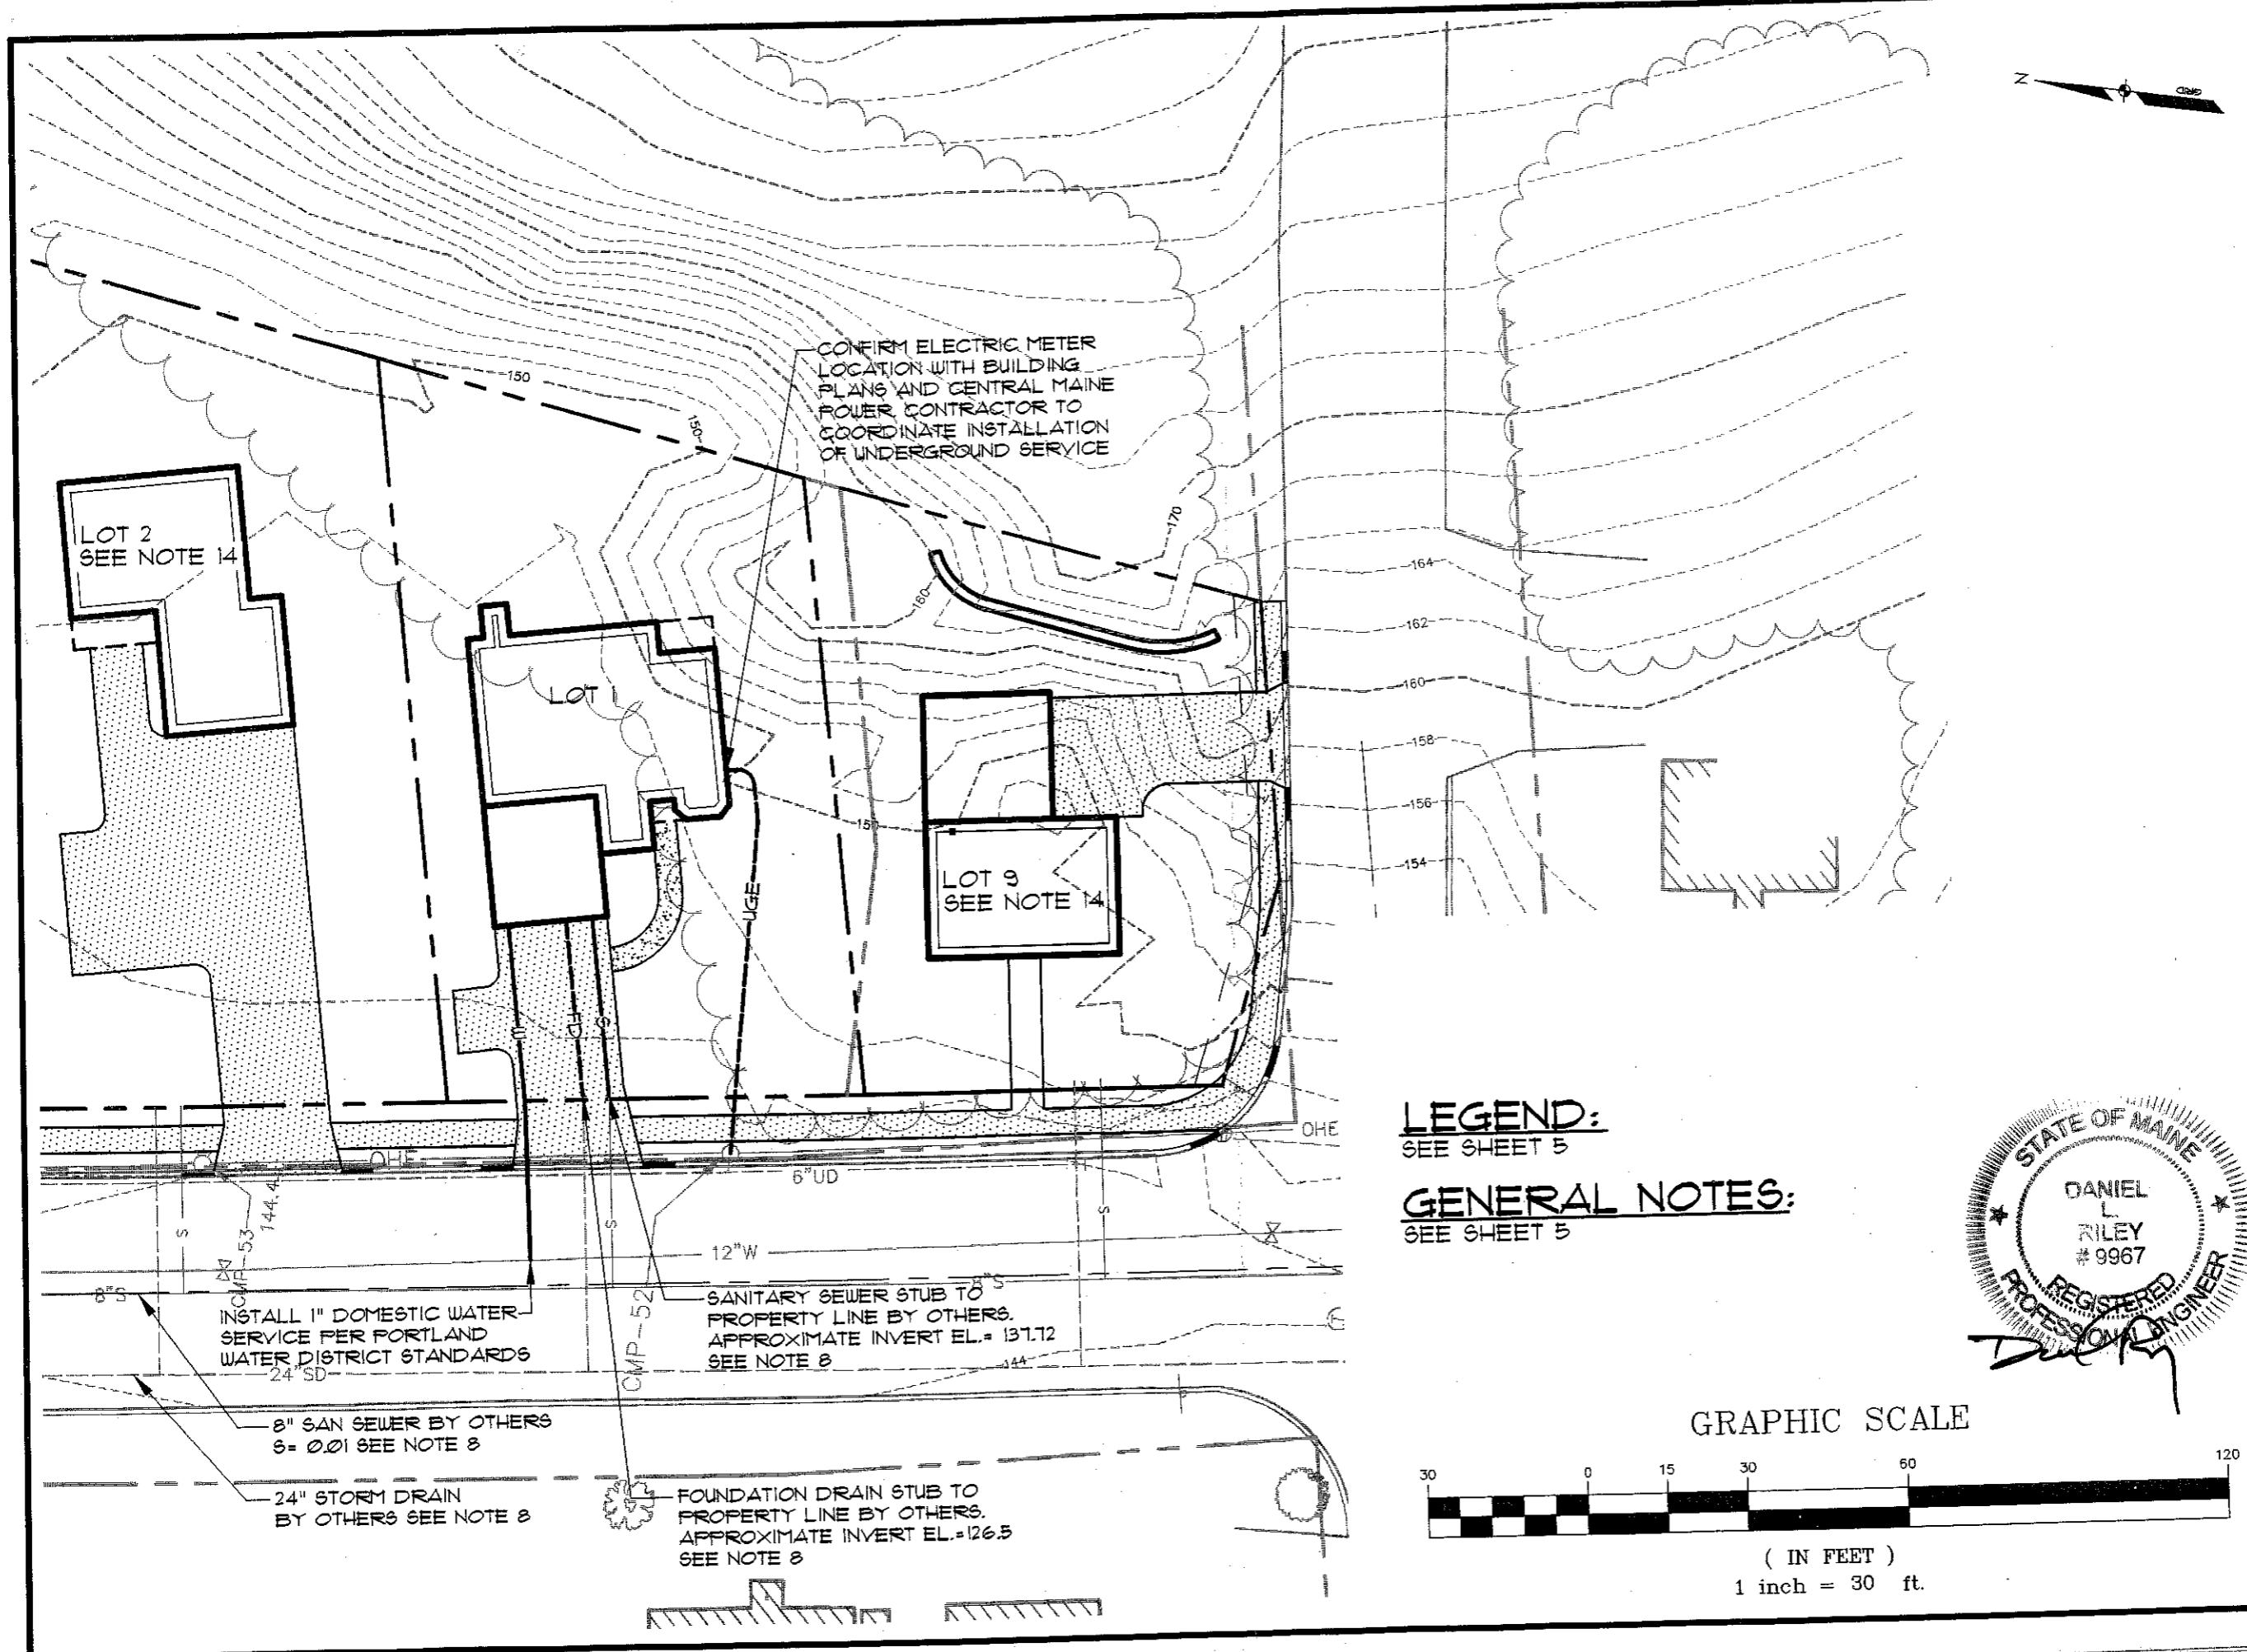 Z
GRID
CONFIRM ELECTRIC METER
LOCATION WITH BUILDING
PLANS AND CENTRAL MAINE
POWER. CONTRACTOR TO
COORDINATE INSTALLATION
OF UNDERGROUND SERVICE
150
150
170
160
164
162
160
158
156
154
LOT 2
SEE NOTE 14
LOT 1
LOT 9
SEE NOTE 14
UGE
W
FD
S
OHE
OHE
6"UD
144.4
CMP-53
CMP-52
S
S
S
12"W
8"S
8"S
INSTALL 1" DOMESTIC WATER
SERVICE PER PORTLAND
WATER DISTRICT STANDARDS
SANITARY SEWER STUB TO
PROPERTY LINE BY OTHERS.
APPROXIMATE INVERT EL.= 137.72
SEE NOTE 8
24"SD
144
8" SAN SEWER BY OTHERS
S= 0.01 SEE NOTE 8
24" STORM DRAIN
BY OTHERS SEE NOTE 8
FOUNDATION DRAIN STUB TO
PROPERTY LINE BY OTHERS.
APPROXIMATE INVERT EL.=126.5
SEE NOTE 8
LEGEND:
SEE SHEET 5
GENERAL NOTES:
SEE SHEET 5
STATE OF MAINE
DANIEL
L.
RILEY
# 9967
REGISTERED
PROFESSIONAL ENGINEER
GRAPHIC SCALE
30 0 15 30 60 120
( IN FEET )
1 inch = 30 ft.